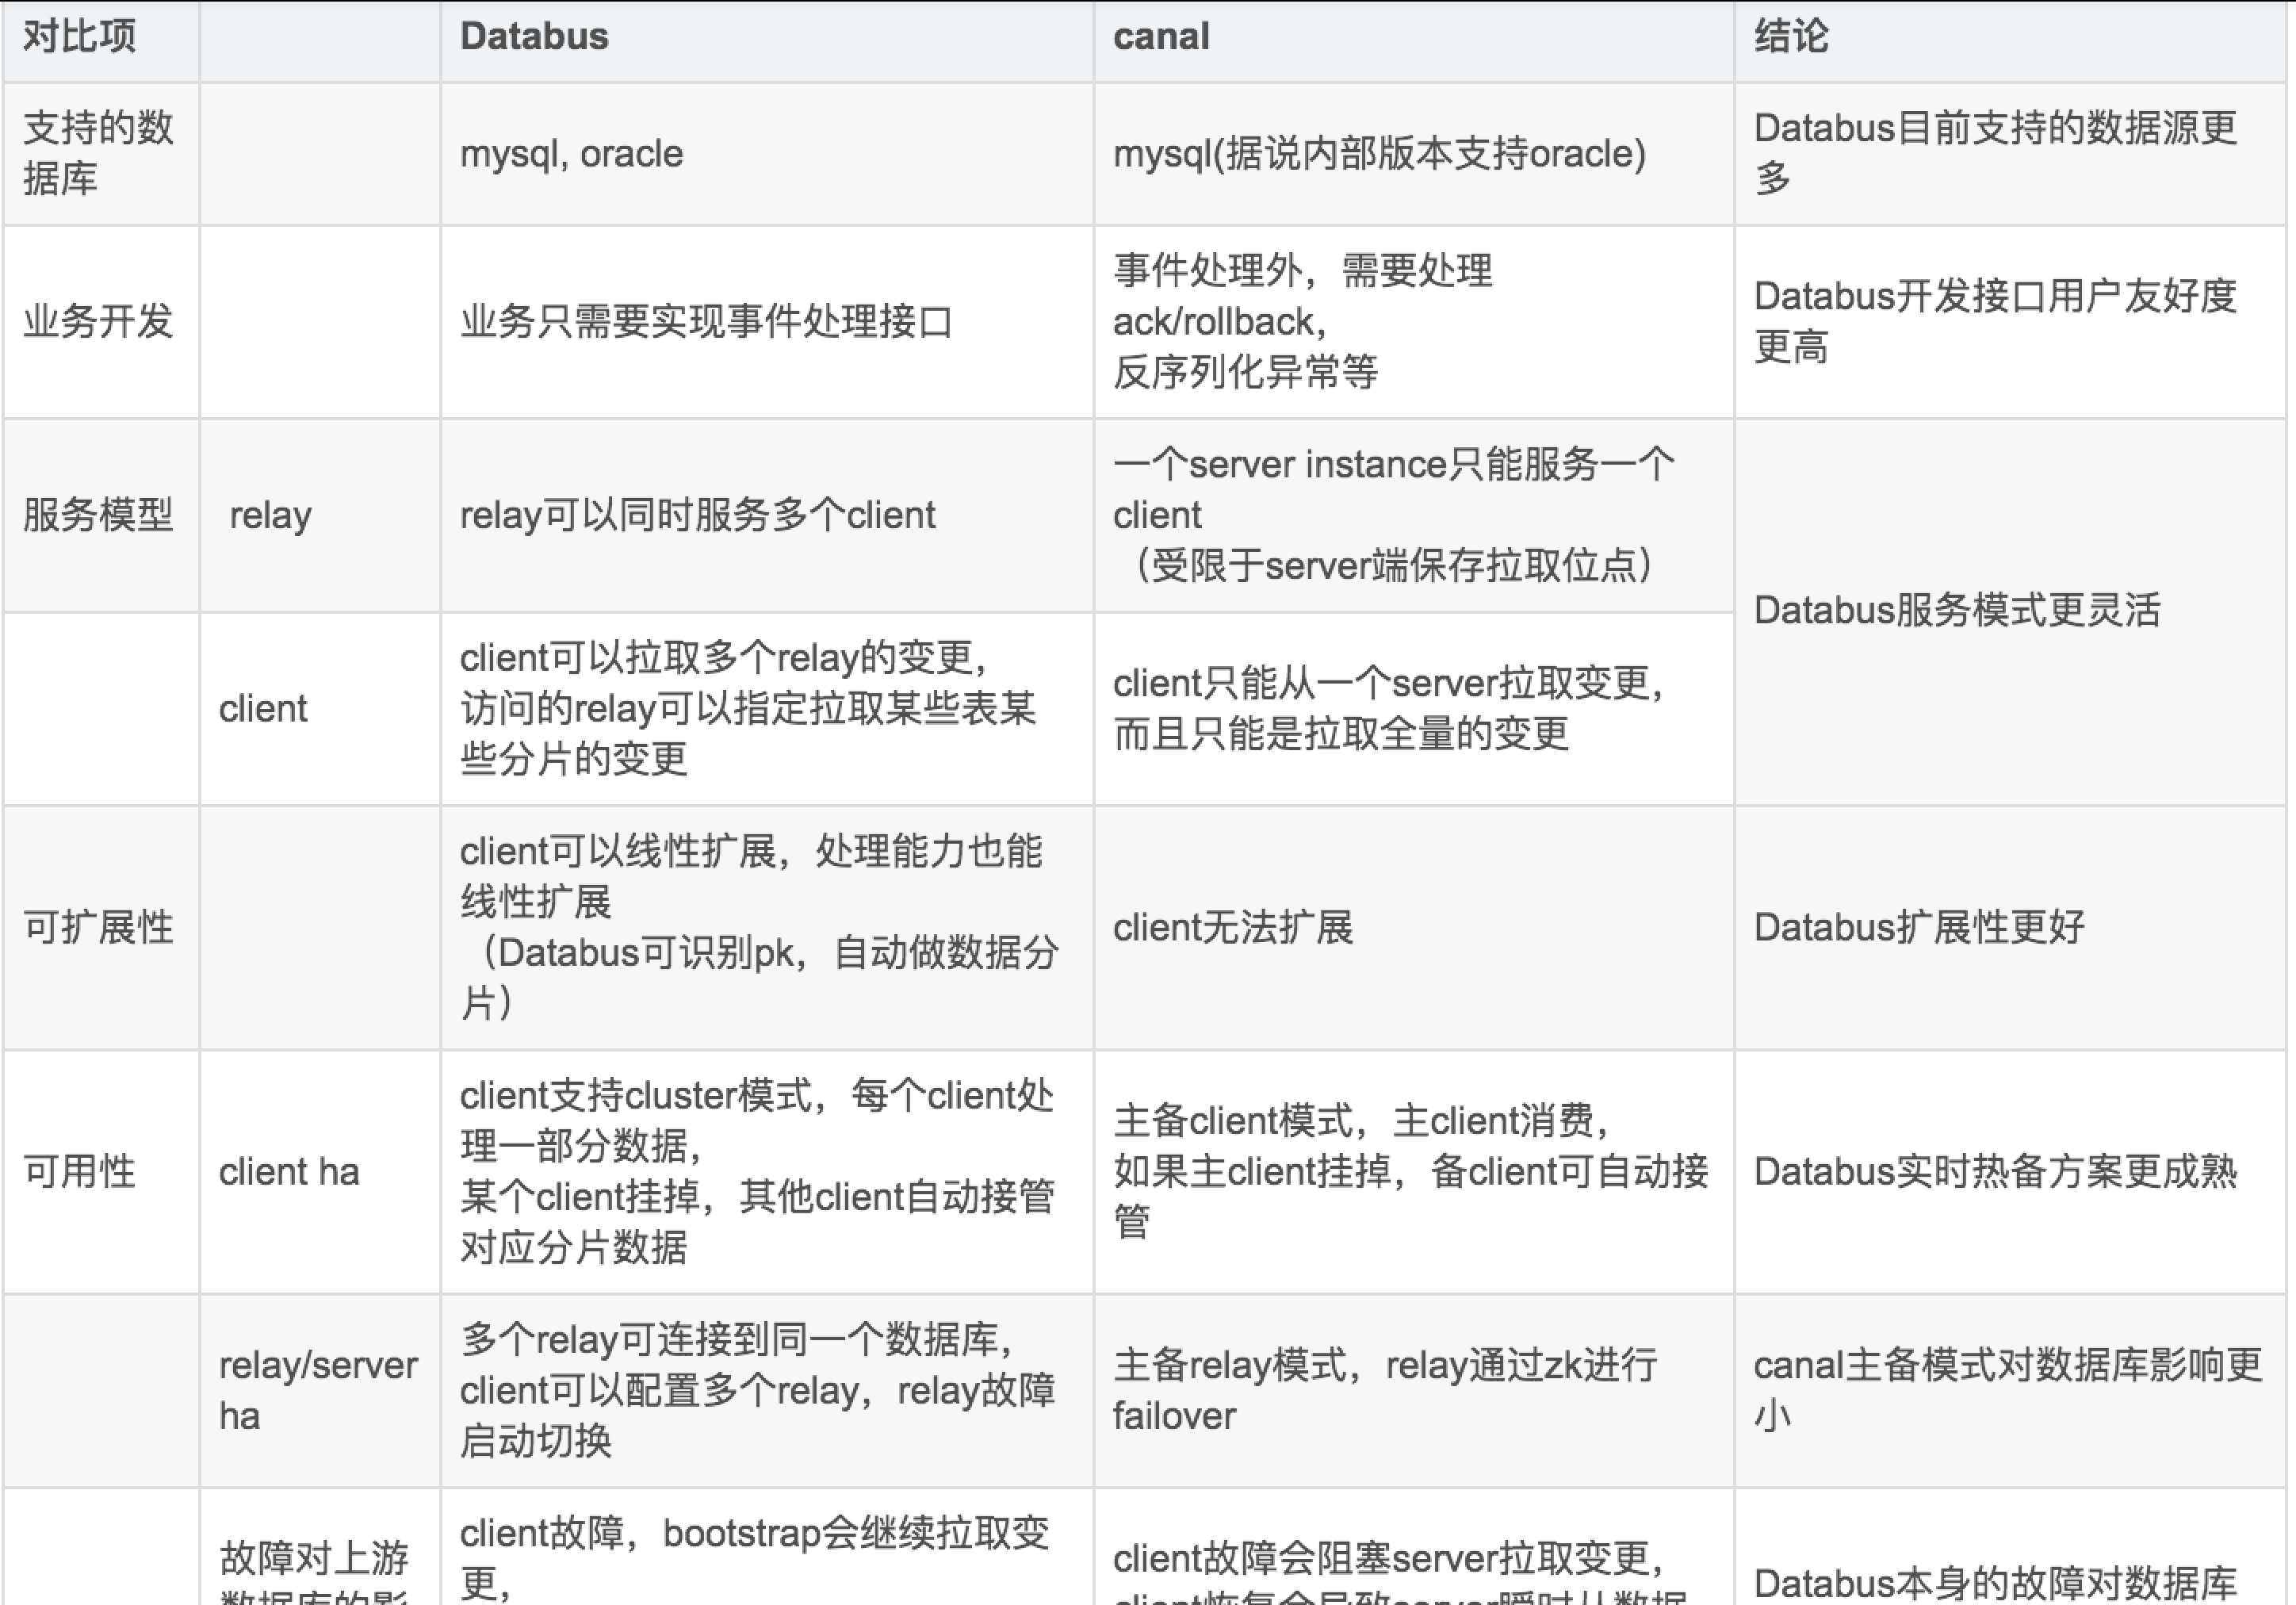 对比项
Databus
canal
结论
支持的数
据库
mysql, oracle
mysql(据说内部版本支持oracle)
Databus目前支持的数据源更
多
业务开发
业务只需要实现事件处理接口
事件处理外，需要处理
ack/rollback，
反序列化异常等
Databus开发接口用户友好度
更高
服务模型
relay
relay可以同时服务多个client
一个server instance只能服务一个
client
（受限于server端保存拉取位点）
Databus服务模式更灵活
client
client可以拉取多个relay的变更，
访问的relay可以指定拉取某些表某
些分片的变更
client只能从一个server拉取变更，
而且只能是拉取全量的变更
可扩展性
client可以线性扩展，处理能力也能
线性扩展
（Databus可识别pk，自动做数据分
片）
client无法扩展
Databus扩展性更好
可用性
client ha
client支持cluster模式，每个client处
理一部分数据，
某个client挂掉，其他client自动接管
对应分片数据
主备client模式，主client消费，
如果主client挂掉，备client可自动接
管
Databus实时热备方案更成熟
relay/server
ha
多个relay可连接到同一个数据库，
client可以配置多个relay，relay故障
启动切换
主备relay模式，relay通过zk进行
failover
canal主备模式对数据库影响更
小
故障对上游
数据库的影
client故障，bootstrap会继续拉取变
更，
client故障会阻塞server拉取变更，
client恢复会导致server瞬时从数据
Databus本身的故障对数据库